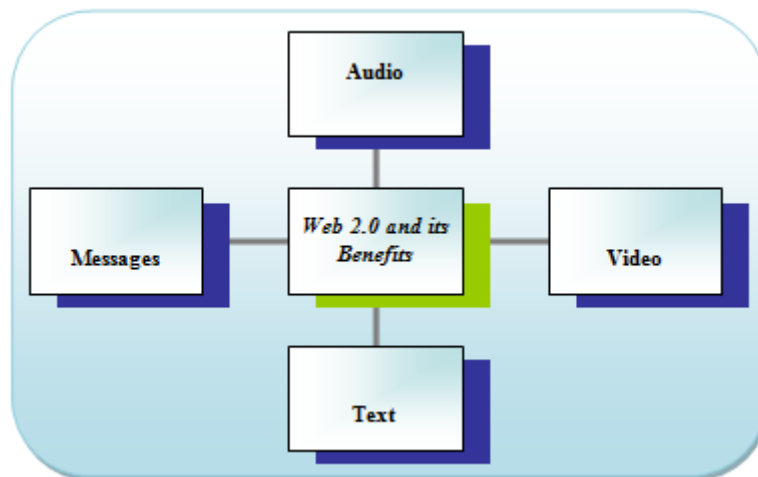 Audio
Messages
Web 2.0 and its
Benefits
Video
Text